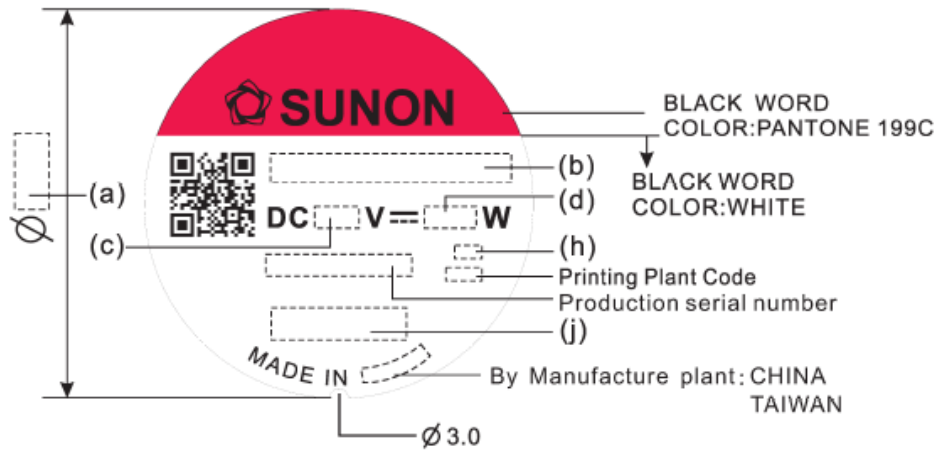 SUNON
BLACK WORD
COLOR:PANTONE 199C
(a)
(b)
BLACK WORD
COLOR:WHITE
DC V W
(d)
(c)
(h)
Printing Plant Code
Production serial number
(j)
MADE IN
By Manufacture plant: CHINA
TAIWAN
Ø
Ø 3.0